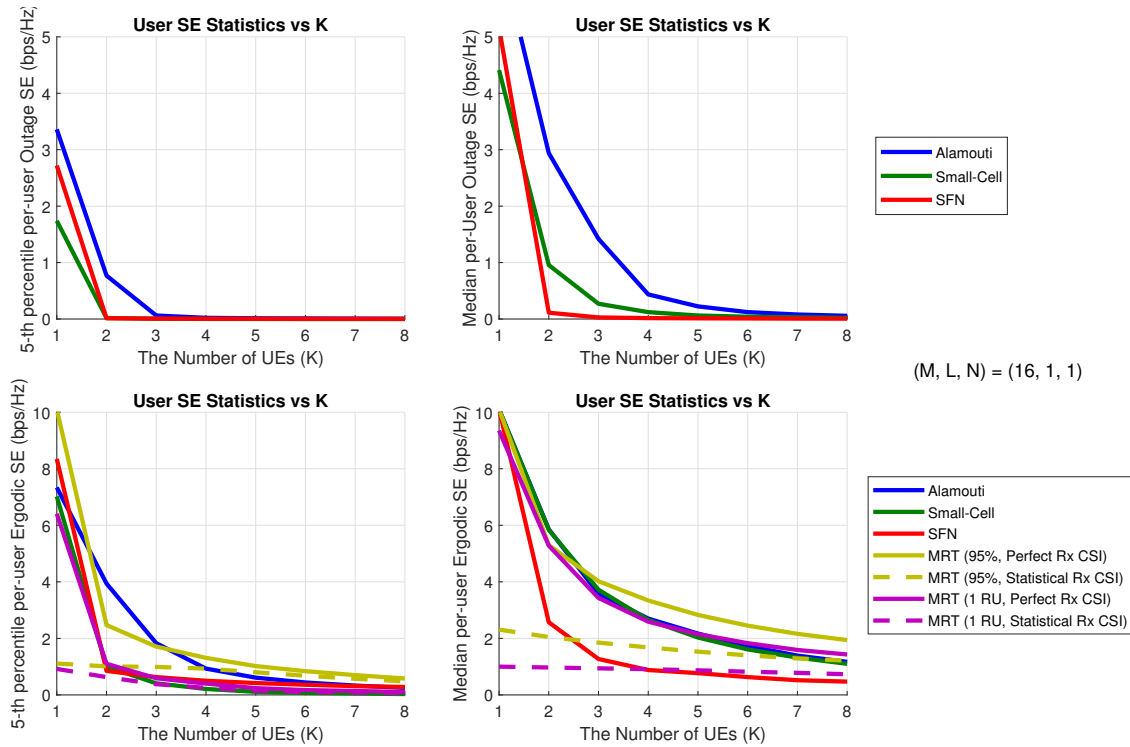 User SE Statistics vs K
5-th percentile per-user Outage SE (bps/Hz)
5
4
3
2
1
0
1 2 3 4 5 6 7 8
The Number of UEs (K)
User SE Statistics vs K
Median per-User Outage SE (bps/Hz)
5
4
3
2
1
0
1 2 3 4 5 6 7 8
The Number of UEs (K)
Alamouti
Small-Cell
SFN
(M, L, N) = (16, 1, 1)
User SE Statistics vs K
5-th percentile per-user Ergodic SE (bps/Hz)
10
8
6
4
2
0
1 2 3 4 5 6 7 8
The Number of UEs (K)
User SE Statistics vs K
Median per-user Ergodic SE (bps/Hz)
10
8
6
4
2
0
1 2 3 4 5 6 7 8
The Number of UEs (K)
Alamouti
Small-Cell
SFN
MRT (95%, Perfect Rx CSI)
MRT (95%, Statistical Rx CSI)
MRT (1 RU, Perfect Rx CSI)
MRT (1 RU, Statistical Rx CSI)